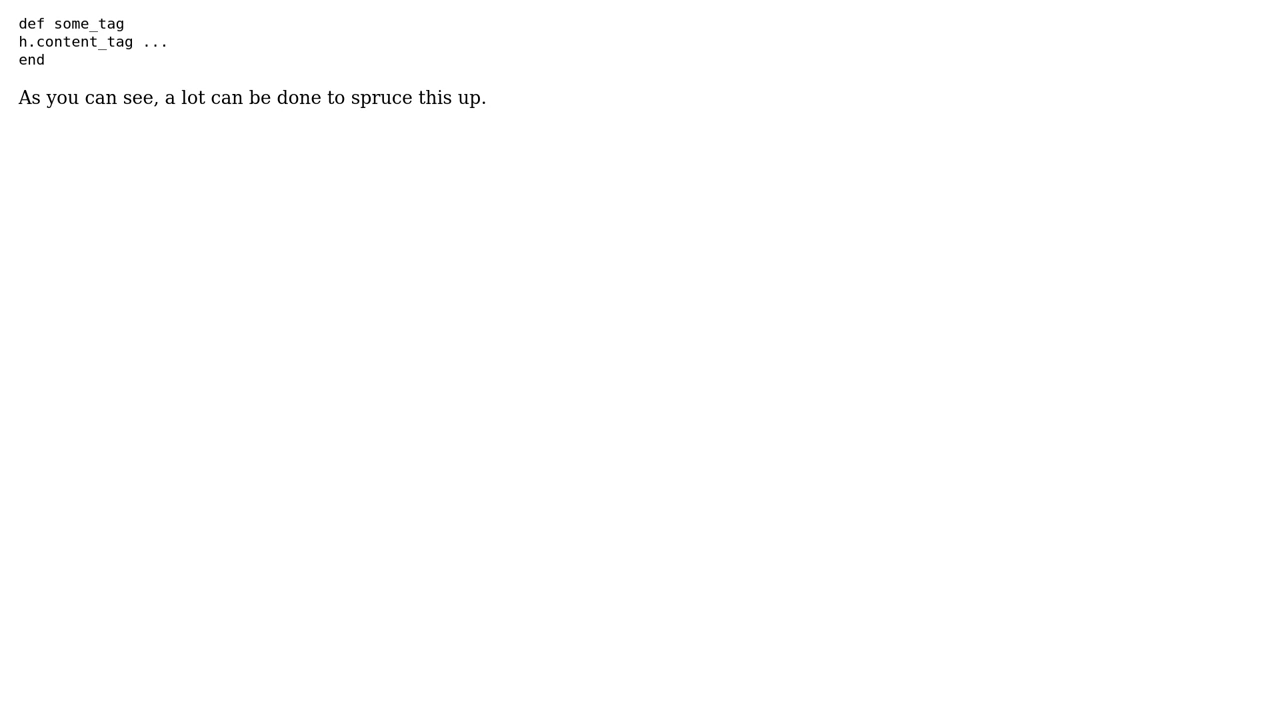 def some_tag
h.content_tag ...
end
As you can see, a lot can be done to spruce this up.